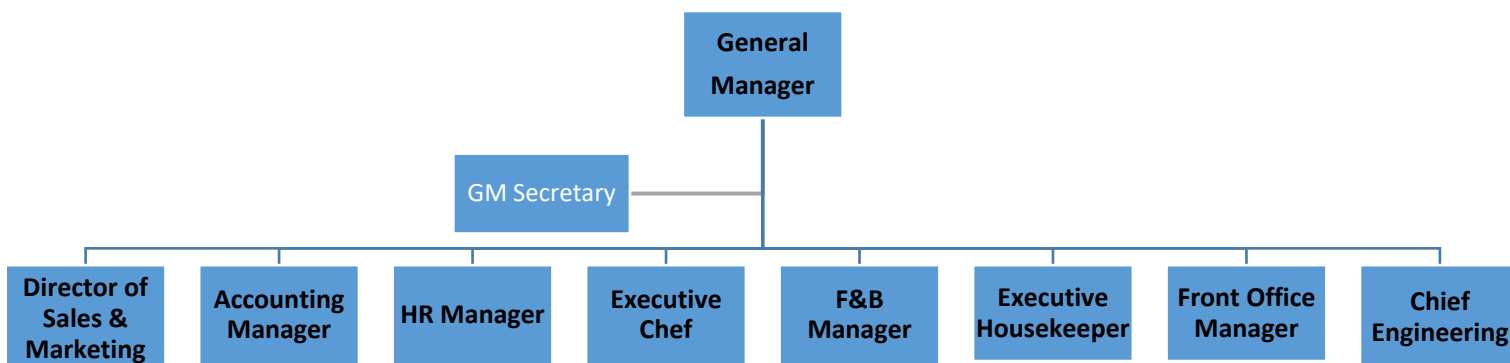 General
Manager
GM Secretary
Director of
Sales &
Marketing
Accounting
Manager
HR Manager
Executive
Chef
F&B
Manager
Executive
Housekeeper
Front Office
Manager
Chief
Engineering